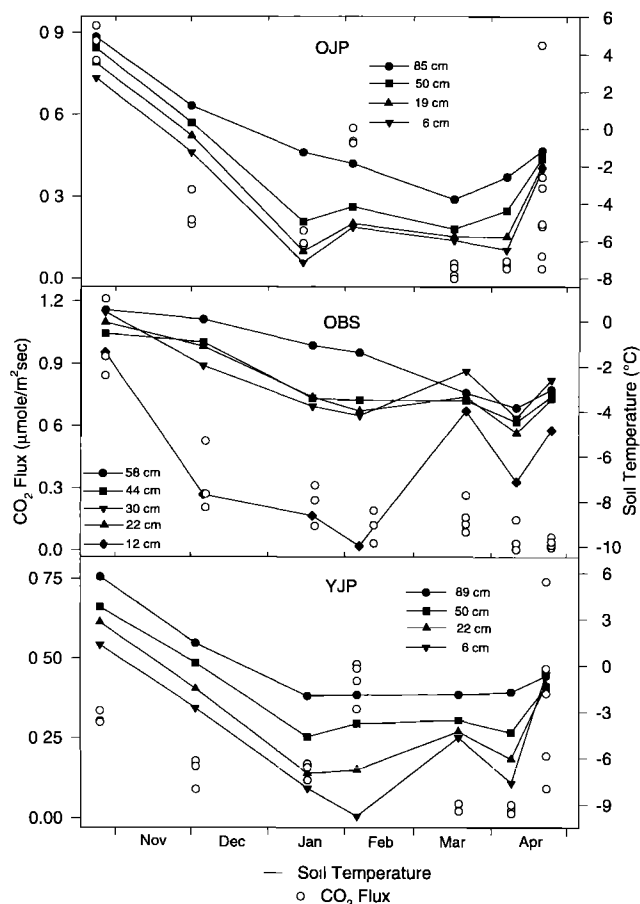 OJP
85 cm
50 cm
19 cm
6 cm
0.9
0 6
0 3
0.0
6
4
2
0
-2
-4
-6
-8
OBS
58 cm
44 cm
30 cm
22 cm
12 cm
1.2
0.9
0.6
0.3
0.0
0
-2
-4
-6
-8
-10
CO2 Flux (μmole/m2sec)
Soil Temperature (°C)
YJP
89 cm
50 cm
22 cm
6 cm
0.75
0.50
0.25
0.00
6
3
0
-3
-6
-9
Nov Dec Jan Feb Mar Apr
— Soil Temperature
○ CO2 Flux